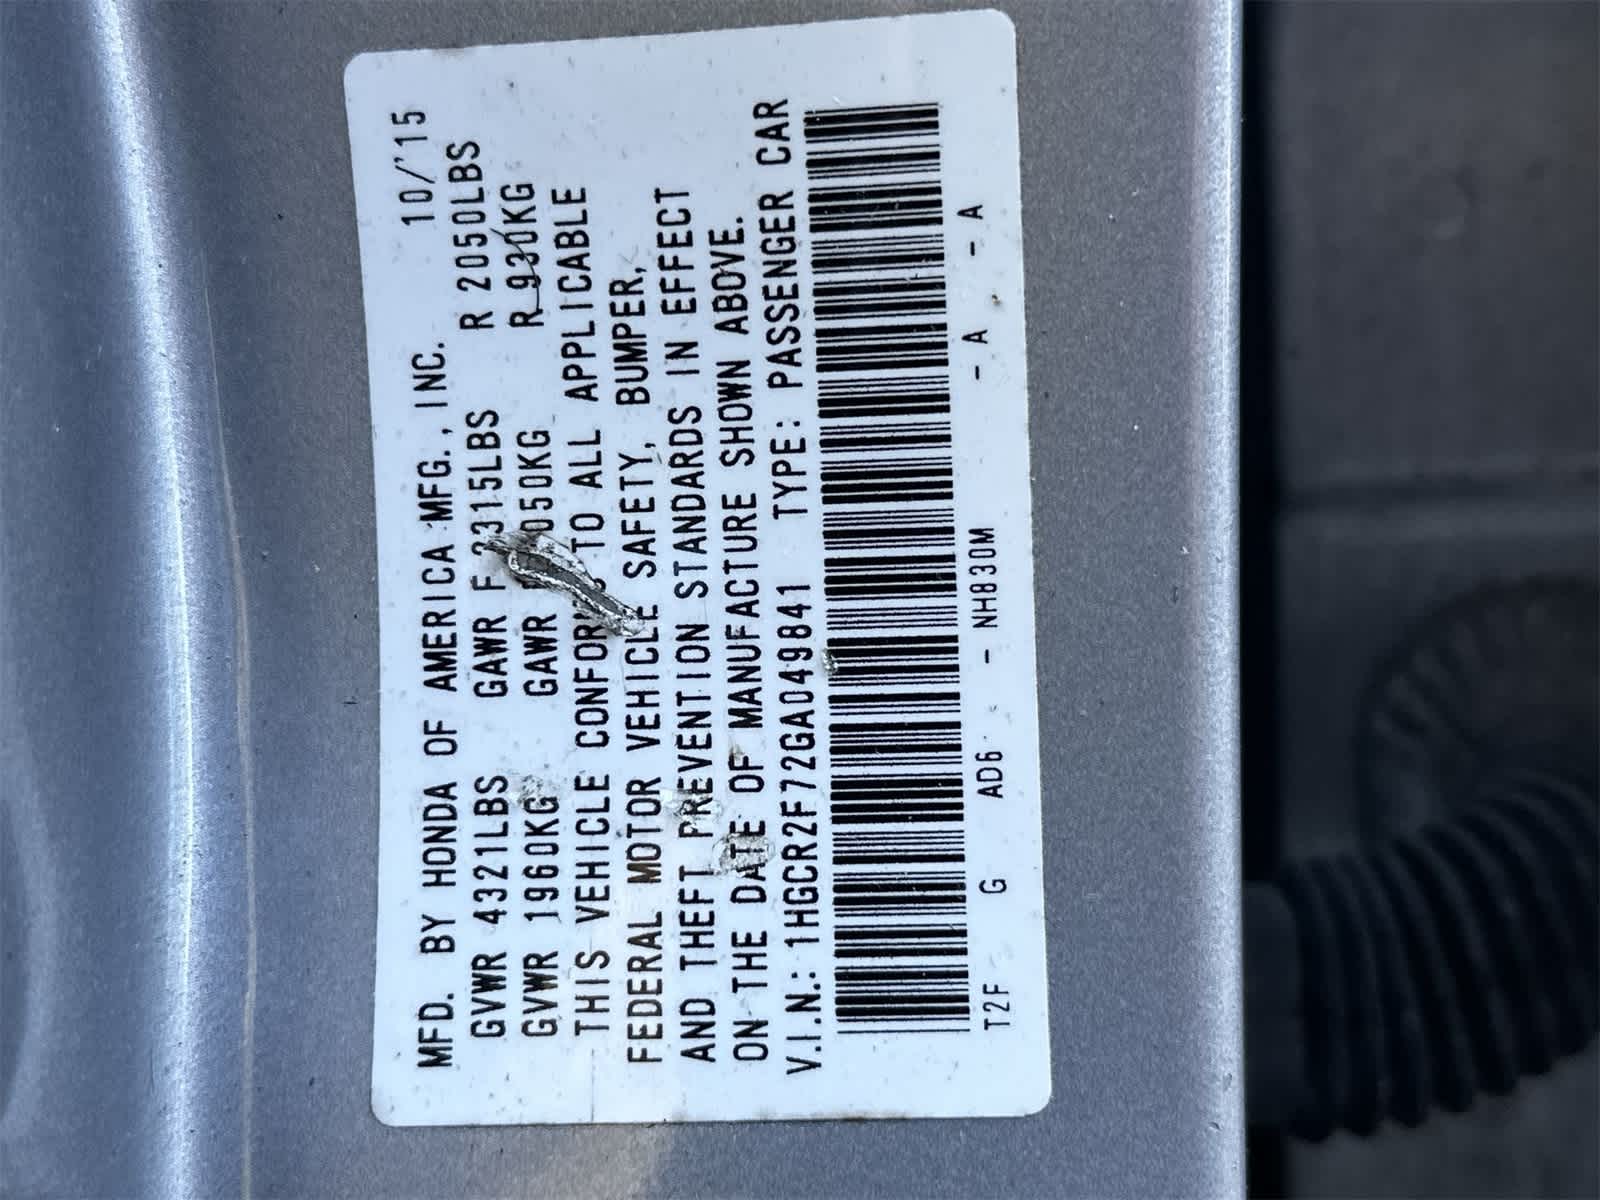 MFD. BY HONDA OF AMERICA MFG., INC. 10/'15
GVWR 4321LBS GAWR F 2315LBS R 2050LBS
GVWR 1960KG GAWR 1050KG R 930KG
THIS VEHICLE CONFORMS TO ALL APPLICABLE
FEDERAL MOTOR VEHICLE SAFETY, BUMPER,
AND THEFT PREVENTION STANDARDS IN EFFECT
ON THE DATE OF MANUFACTURE SHOWN ABOVE.
V.I.N.: 1HGCR2F72GA049841 TYPE: PASSENGER CAR
T2F G AD6 - NH830M - A - A